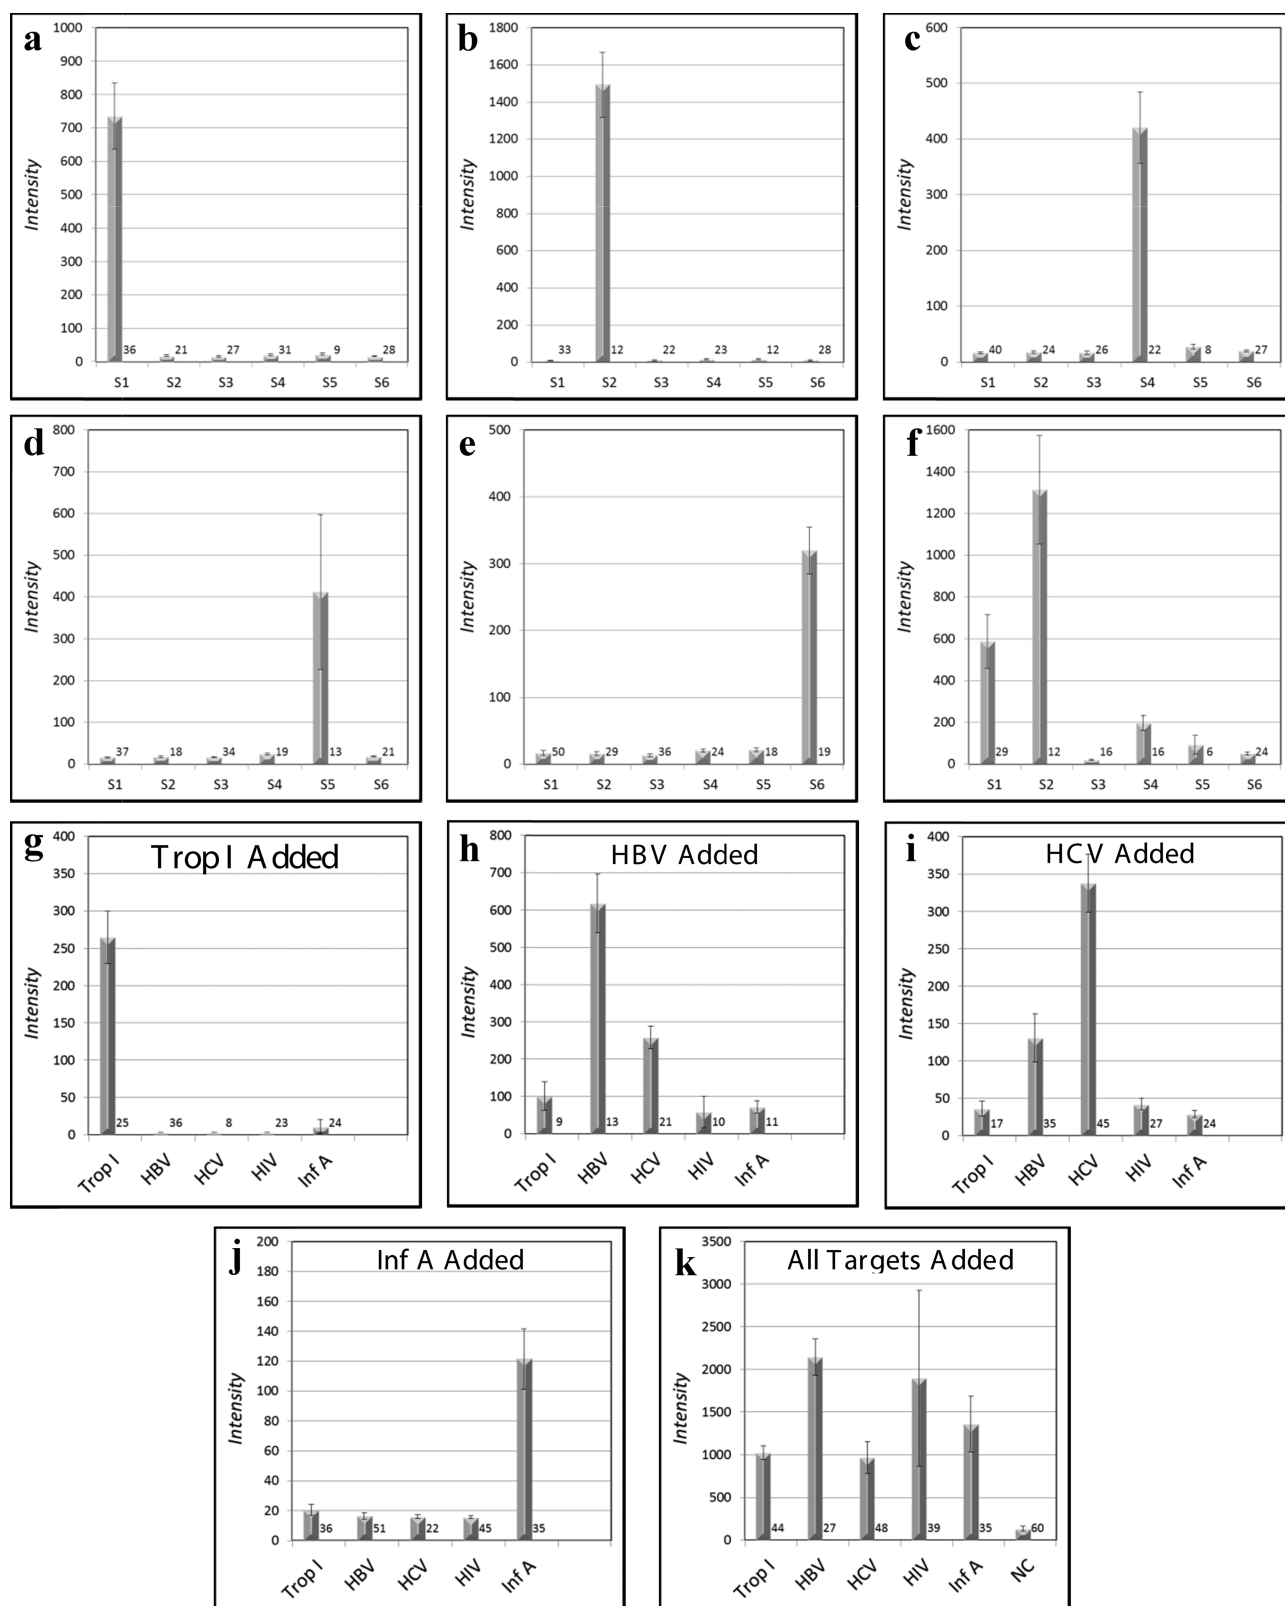 a
1000
900
800
700
600
500
400
300
200
100
0
Intensity
36 21 27 31 9 28
S1 S2 S3 S4 S5 S6
b
1800
1600
1400
1200
1000
800
600
400
200
0
Intensity
33 12 22 23 12 28
S1 S2 S3 S4 S5 S6
c
600
500
400
300
200
100
0
Intensity
40 24 26 22 8 27
S1 S2 S3 S4 S5 S6
d
800
700
600
500
400
300
200
100
0
Intensity
37 18 34 19 13 21
S1 S2 S3 S4 S5 S6
e
500
400
300
200
100
0
Intensity
50 29 36 24 18 19
S1 S2 S3 S4 S5 S6
f
1600
1400
1200
1000
800
600
400
200
0
Intensity
29 12 16 16 6 24
S1 S2 S3 S4 S5 S6
g
Trop I Added
400
350
300
250
200
150
100
50
0
Intensity
25 36 8 23 24
Trop I HBV HCV HIV Inf A
h
HBV Added
800
700
600
500
400
300
200
100
0
Intensity
9 13 21 10 11
Trop I HBV HCV HIV Inf A
i
HCV Added
400
350
300
250
200
150
100
50
0
Intensity
17 35 45 27 24
Trop I HBV HCV HIV Inf A
j
Inf A Added
200
180
160
140
120
100
80
60
40
20
0
Intensity
36 51 22 45 35
Trop I HBV HCV HIV Inf A
k
All Targets Added
3500
3000
2500
2000
1500
1000
500
0
Intensity
44 27 48 39 35 60
Trop I HBV HCV HIV Inf A NC